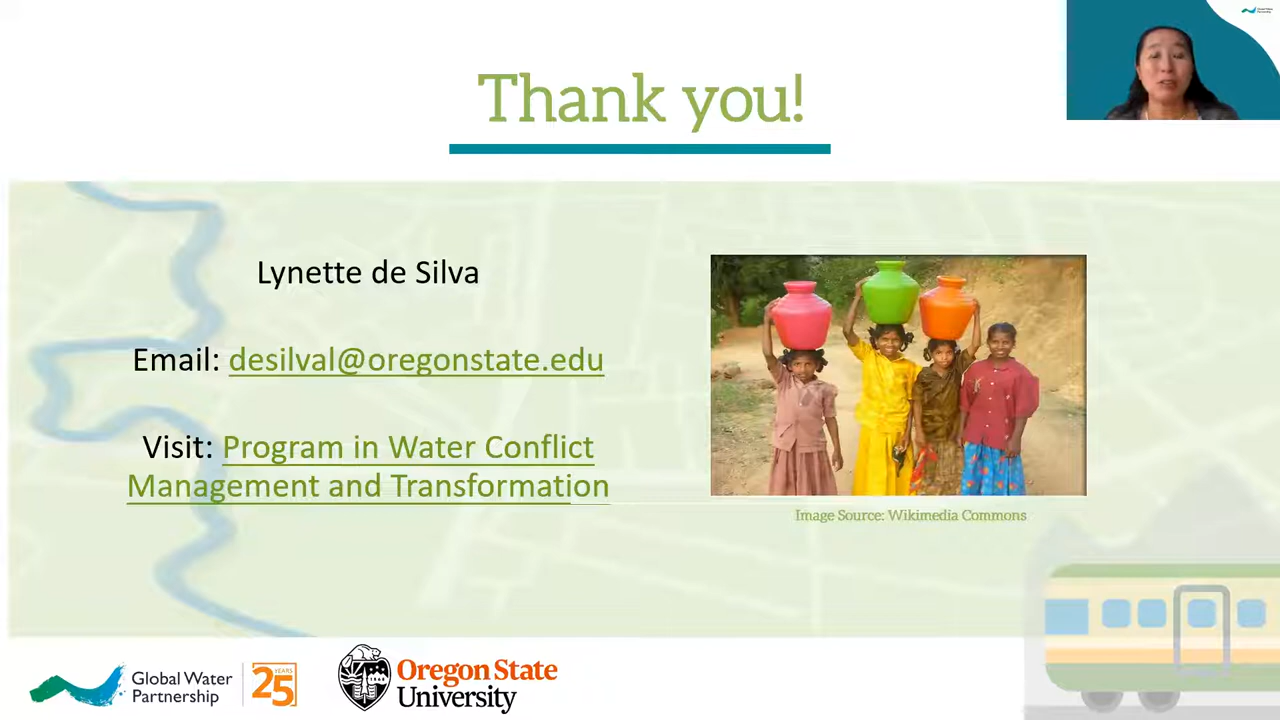 Thank you!
Lynette de Silva
Email: desilval@oregonstate.edu
Visit: Program in Water Conflict
Management and Transformation
Image Source: Wikimedia Commons
Global Water
Partnership
25
YEARS
Oregon State
University